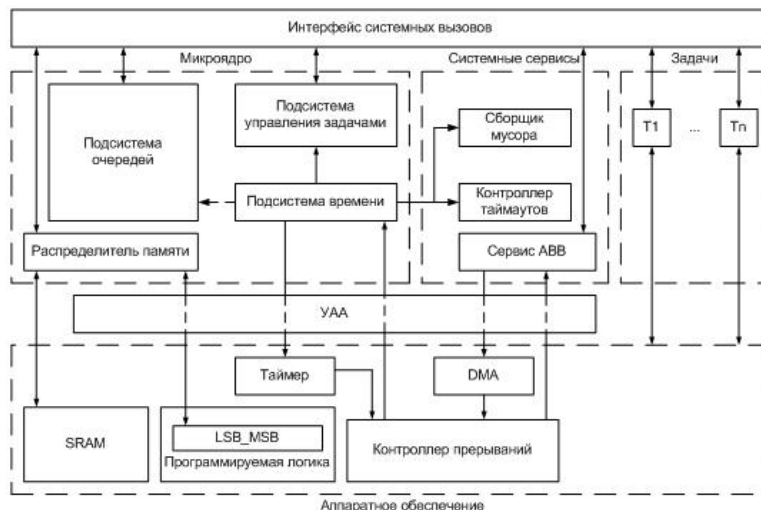 Интерфейс системных вызовов
Микроядро
Системные сервисы
Задачи
Подсистема
очередей
Подсистема
управления задачами
Сборщик
мусора
T1
...
Tn
Подсистема времени
Контроллер
таймаутов
Распределитель памяти
Сервис АВВ
УАА
Таймер
DMA
SRAM
LSB_MSB
Программируемая логика
Контроллер прерываний
Аппаратное обеспечение